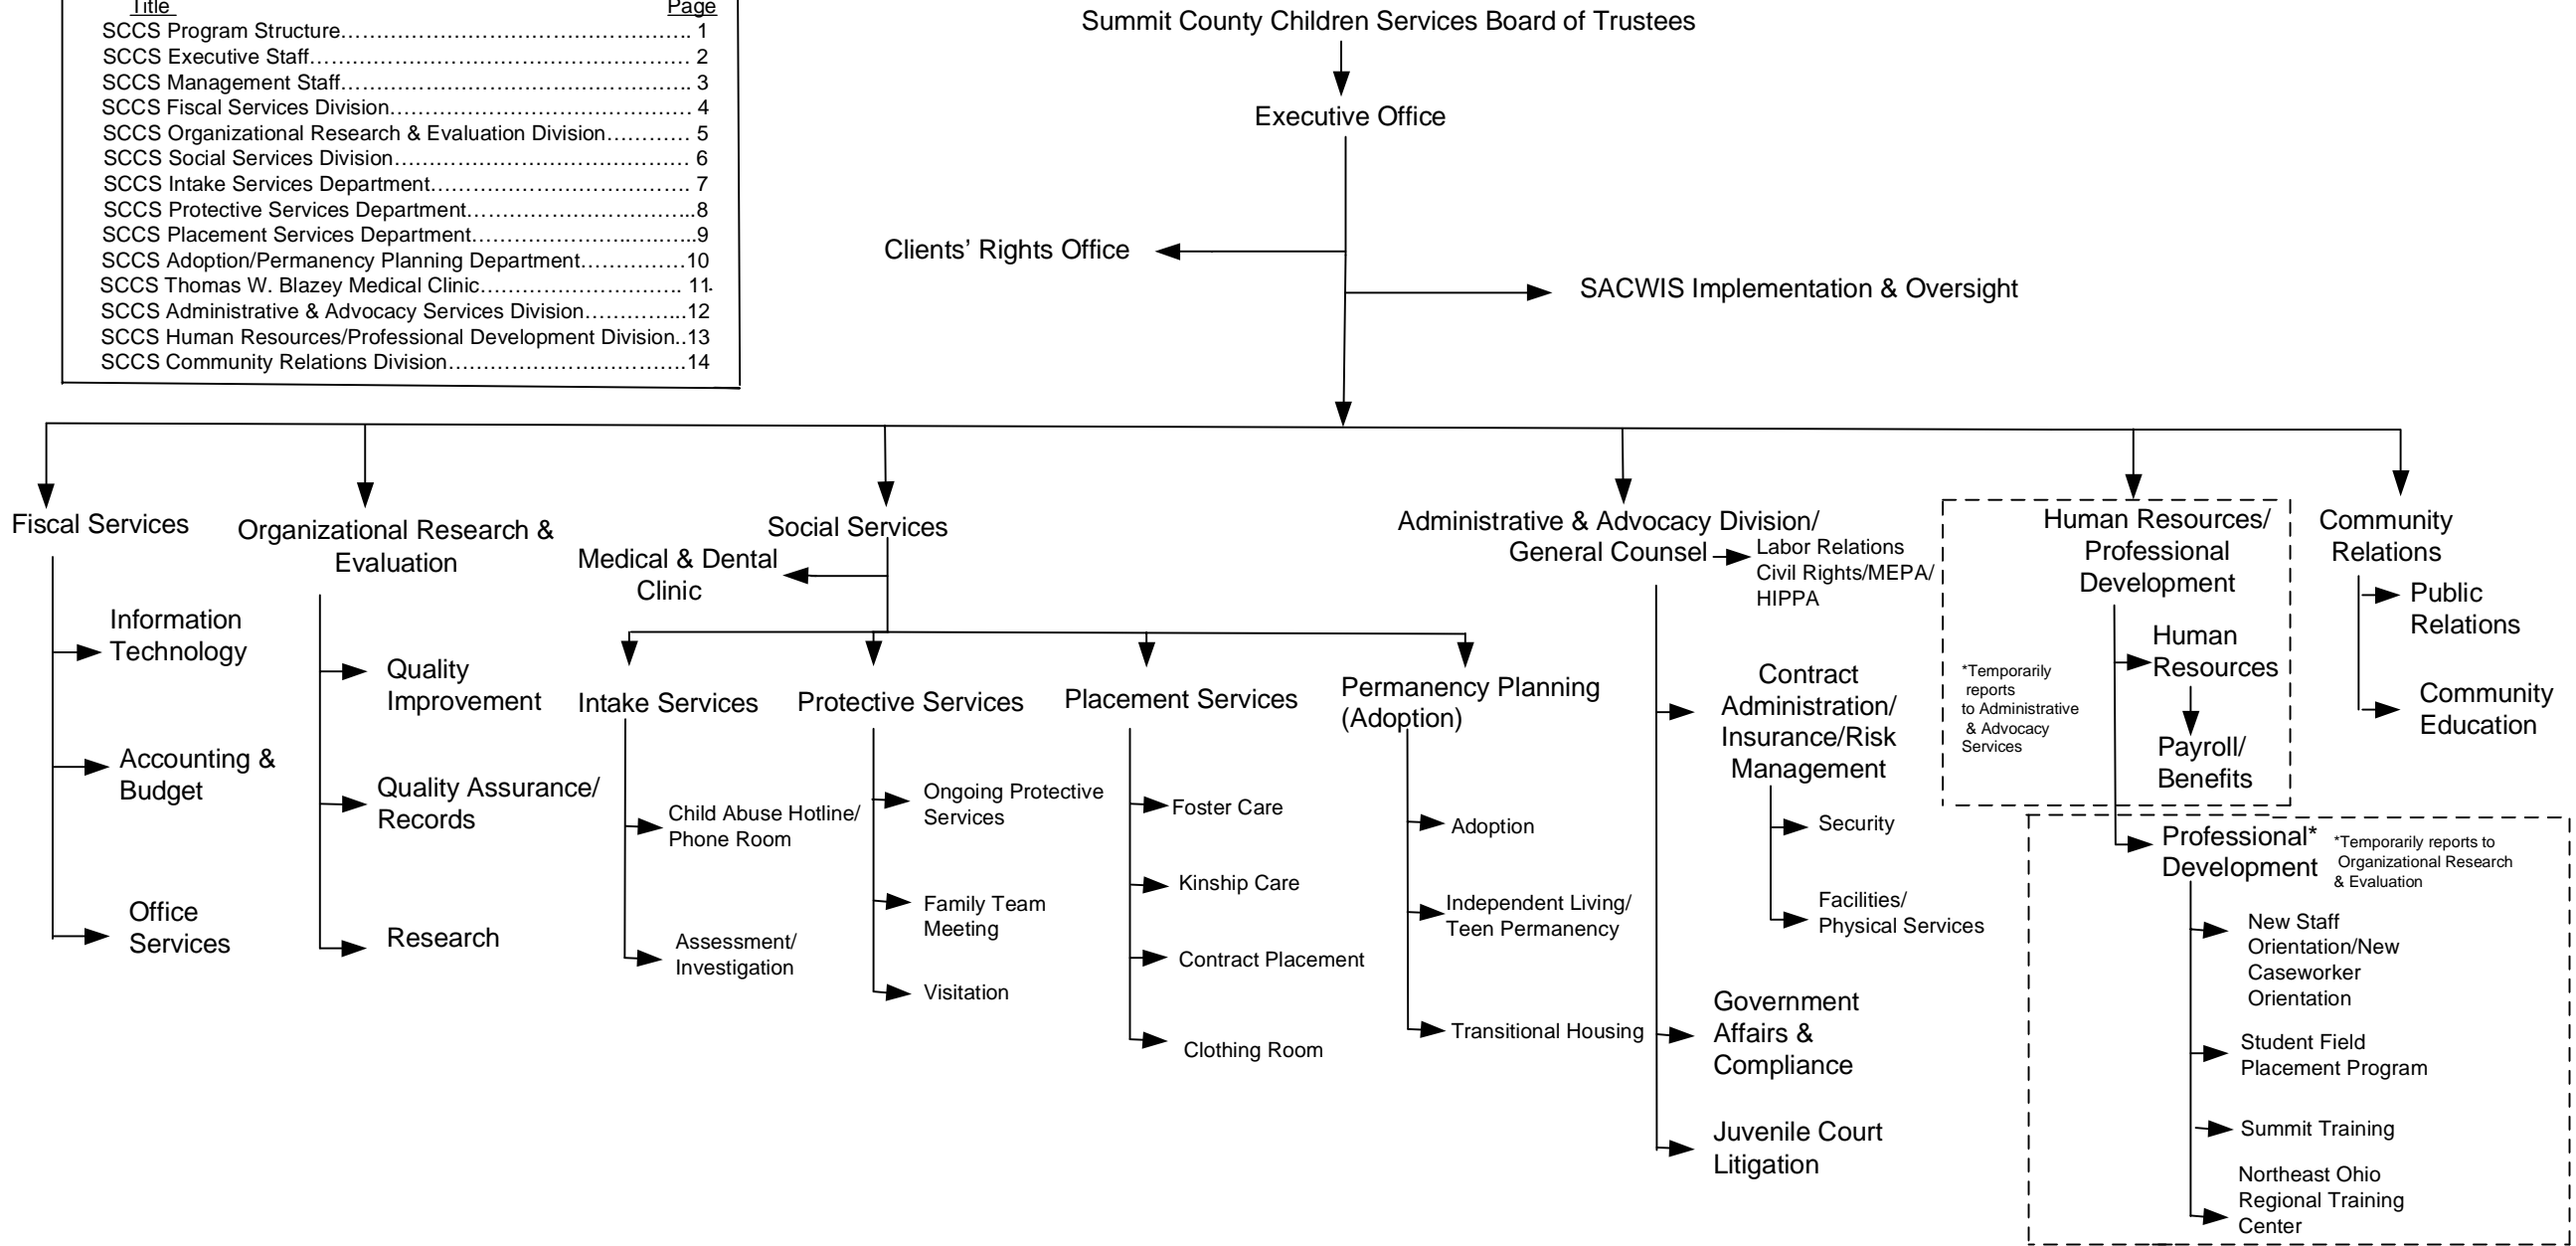 Title Page
SCCS Program Structure………………………………………….. 1
SCCS Executive Staff……………………………………………… 2
SCCS Management Staff………………………………………….. 3
SCCS Fiscal Services Division……………………………………. 4
SCCS Organizational Research & Evaluation Division………… 5
SCCS Social Services Division…………………………………… 6
SCCS Intake Services Department………………………………. 7
SCCS Protective Services Department…………………………...8
SCCS Placement Services Department…………………………..9
SCCS Adoption/Permanency Planning Department……………10
SCCS Thomas W. Blazey Medical Clinic………………………. 11.
SCCS Administrative & Advocacy Services Division…………...12
SCCS Human Resources/Professional Development Division..13
SCCS Community Relations Division…………………………….14
Summit County Children Services Board of Trustees
Executive Office
Clients’ Rights Office
SACWIS Implementation & Oversight
Fiscal Services
Information
Technology
Accounting &
Budget
Office
Services
Organizational Research &
Evaluation
Quality
Improvement
Quality Assurance/
Records
Research
Social Services
Medical & Dental
Clinic
Intake Services
Child Abuse Hotline/
Phone Room
Assessment/
Investigation
Protective Services
Ongoing Protective
Services
Family Team
Meeting
Visitation
Placement Services
Foster Care
Kinship Care
Contract Placement
Clothing Room
Permanency Planning
(Adoption)
Adoption
Independent Living/
Teen Permanency
Transitional Housing
Administrative & Advocacy Division/
General Counsel
Labor Relations
Civil Rights/MEPA/
HIPPA
Contract
Administration/
Insurance/Risk
Management
Security
Facilities/
Physical Services
Government
Affairs &
Compliance
Juvenile Court
Litigation
Human Resources/
Professional
Development
*Temporarily
reports
to Administrative
& Advocacy
Services
Human
Resources
Payroll/
Benefits
Professional*
Development
*Temporarily reports to
Organizational Research
& Evaluation
New Staff
Orientation/New
Caseworker
Orientation
Student Field
Placement Program
Summit Training
Northeast Ohio
Regional Training
Center
Community
Relations
Public
Relations
Community
Education